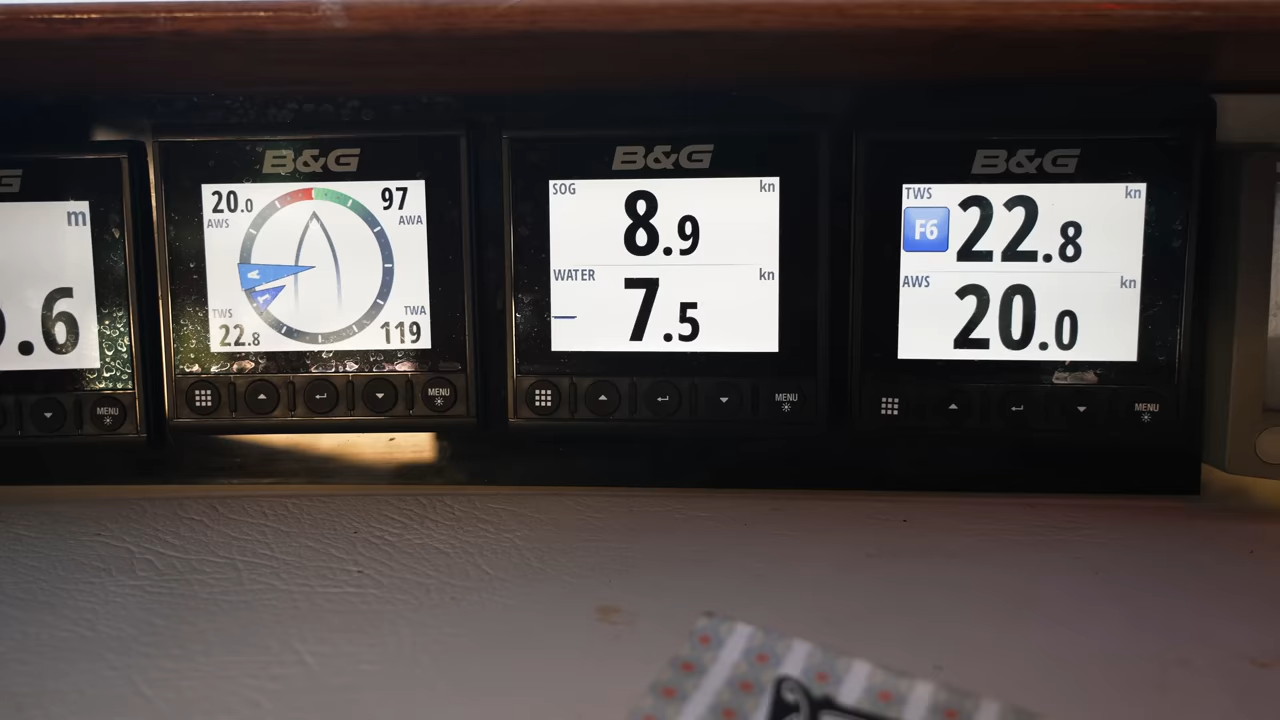 G
m
.6
MENU
B&G
20.0
AWS
97
AWA
A
T
TWS
22.8
TWA
119
MENU
B&G
SOG
kn
8.9
WATER
kn
7.5
MENU
B&G
TWS
kn
F6
22.8
AWS
kn
20.0
MENU